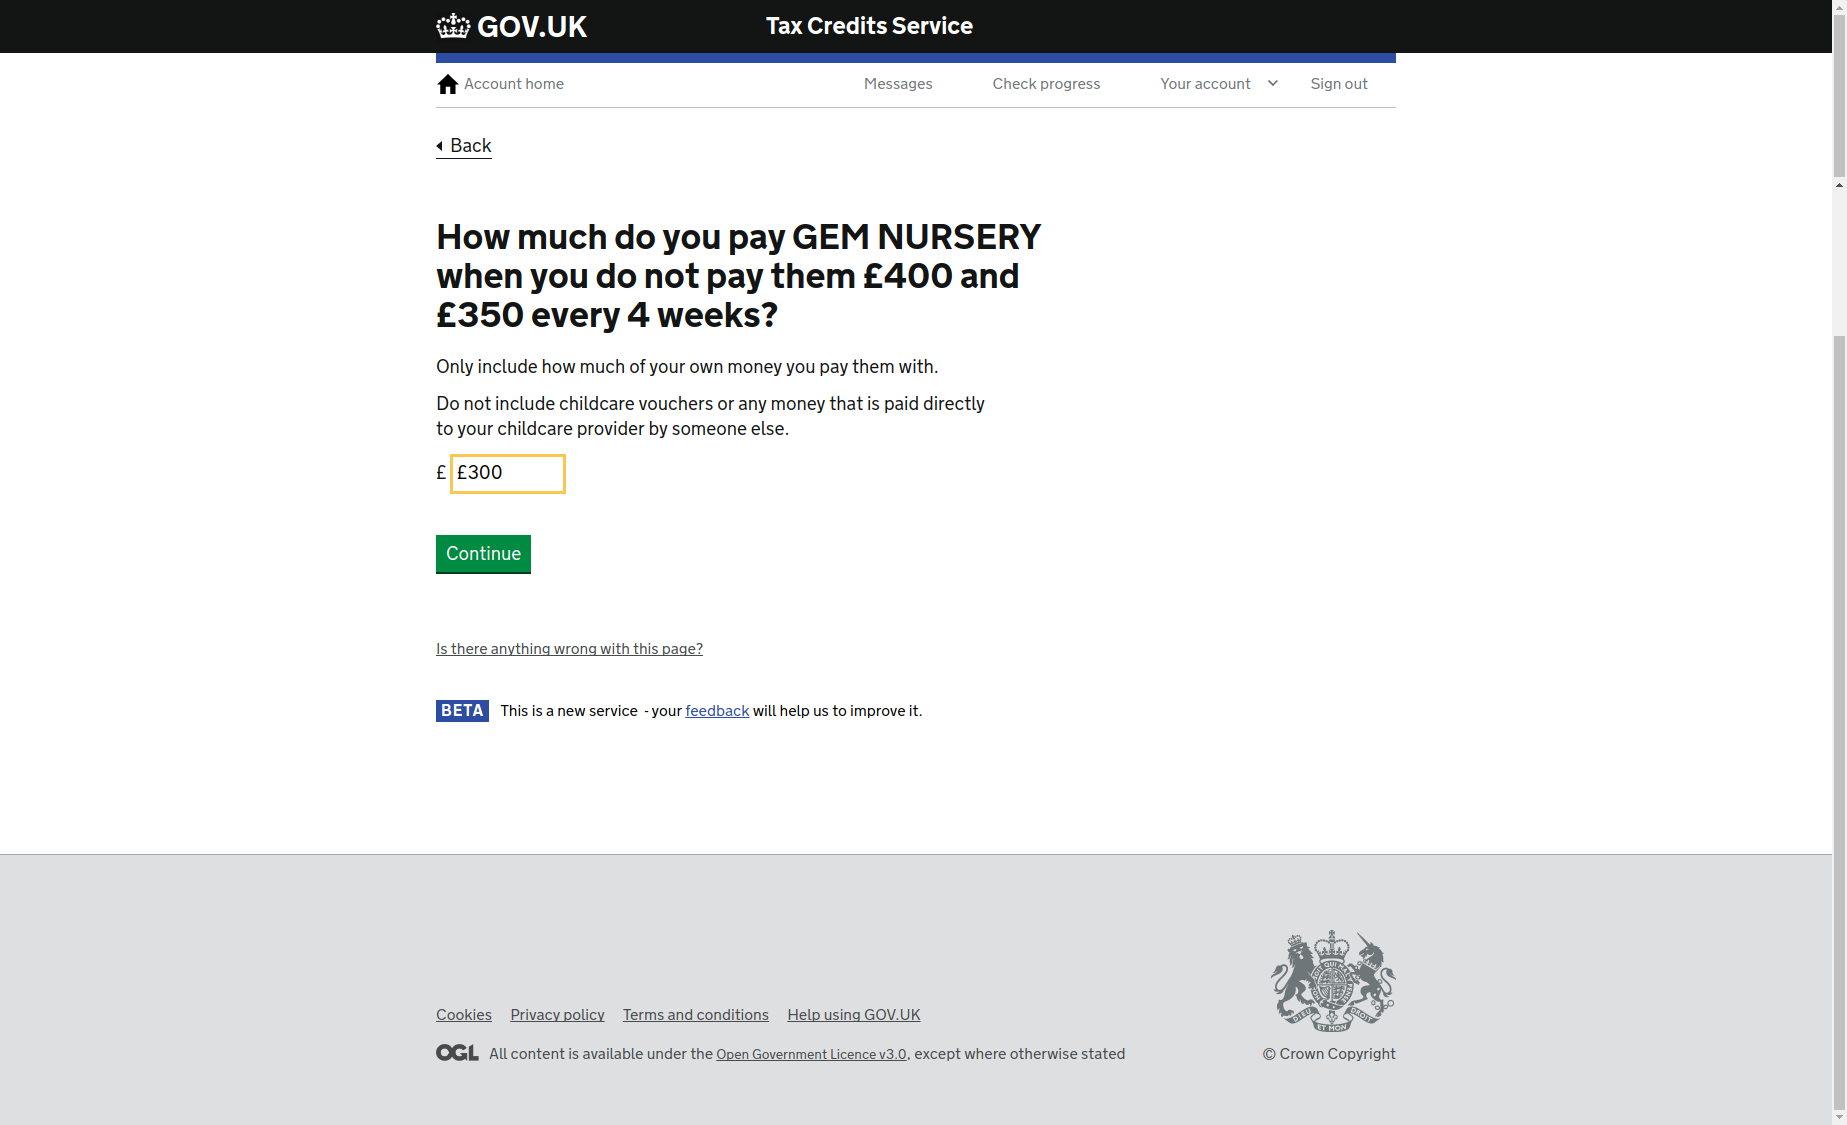 GOV.UK Tax Credits Service
Account home Messages Check progress Your account Sign out
Back
How much do you pay GEM NURSERY
when you do not pay them £400 and
£350 every 4 weeks?
Only include how much of your own money you pay them with.
Do not include childcare vouchers or any money that is paid directly
to your childcare provider by someone else.
£ £300
Continue
Is there anything wrong with this page?
BETA This is a new service - your feedback will help us to improve it.
Cookies Privacy policy Terms and conditions Help using GOV.UK
OGL All content is available under the Open Government Licence v3.0, except where otherwise stated
© Crown Copyright